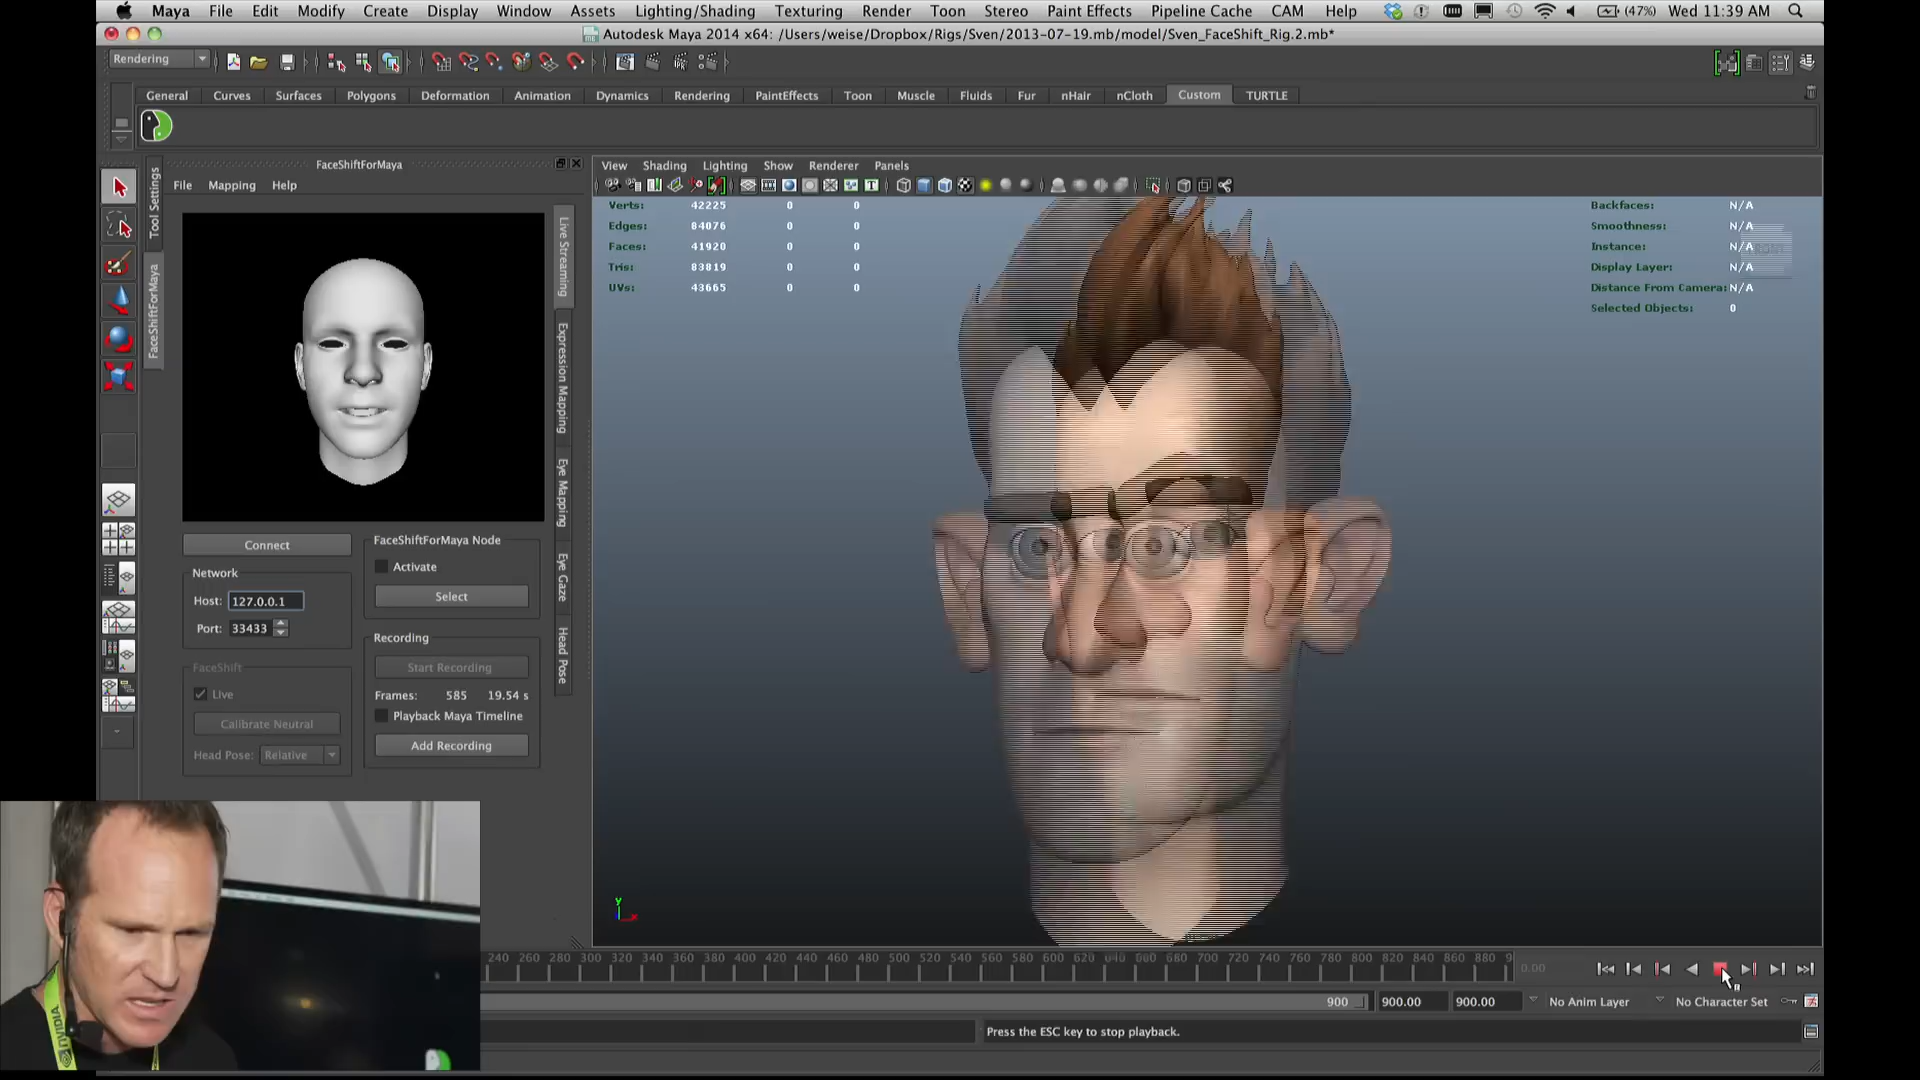 Maya File Edit Modify Create Display Window Assets Lighting/Shading Texturing Render Toon Stereo Paint Effects Pipeline Cache CAM Help (47%) Wed 11:39 AM
Autodesk Maya 2014 x64: /Users/weise/Dropbox/Rigs/Sven/2013-07-19.mb/model/Sven_FaceShift_Rig.2.mb*
Rendering
General Curves Surfaces Polygons Deformation Animation Dynamics Rendering PaintEffects Toon Muscle Fluids Fur nHair nCloth Custom TURTLE
FaceShiftForMaya
File Mapping Help
Tool Settings
FaceShiftForMaya
Live Streaming
Expression Mapping
Eye Mapping
Eye Gaze
Head Pose
Connect
Network
Host: 127.0.0.1
Port: 33433
FaceShift
Live
Calibrate Neutral
Head Pose: Relative
FaceShiftForMaya Node
Activate
Select
Recording
Start Recording
Frames: 585 19.54 s
Playback Maya Timeline
Add Recording
View Shading Lighting Show Renderer Panels
Verts: 42225 0 0
Edges: 84076 0 0
Faces: 41920 0 0
Tris: 83819 0 0
UVs: 43665 0 0
Backfaces: N/A
Smoothness: N/A
Instance: N/A
Display Layer: N/A
Distance From Camera: N/A
Selected Objects: 0
y
x
240 260 280 300 320 340 360 380 400 420 440 460 480 500 520 540 560 580 600 620 640 660 680 700 720 740 760 780 800 820 840 860 880 9
0.00
900 900.00 900.00 No Anim Layer No Character Set
Press the ESC key to stop playback.
NVIDIA